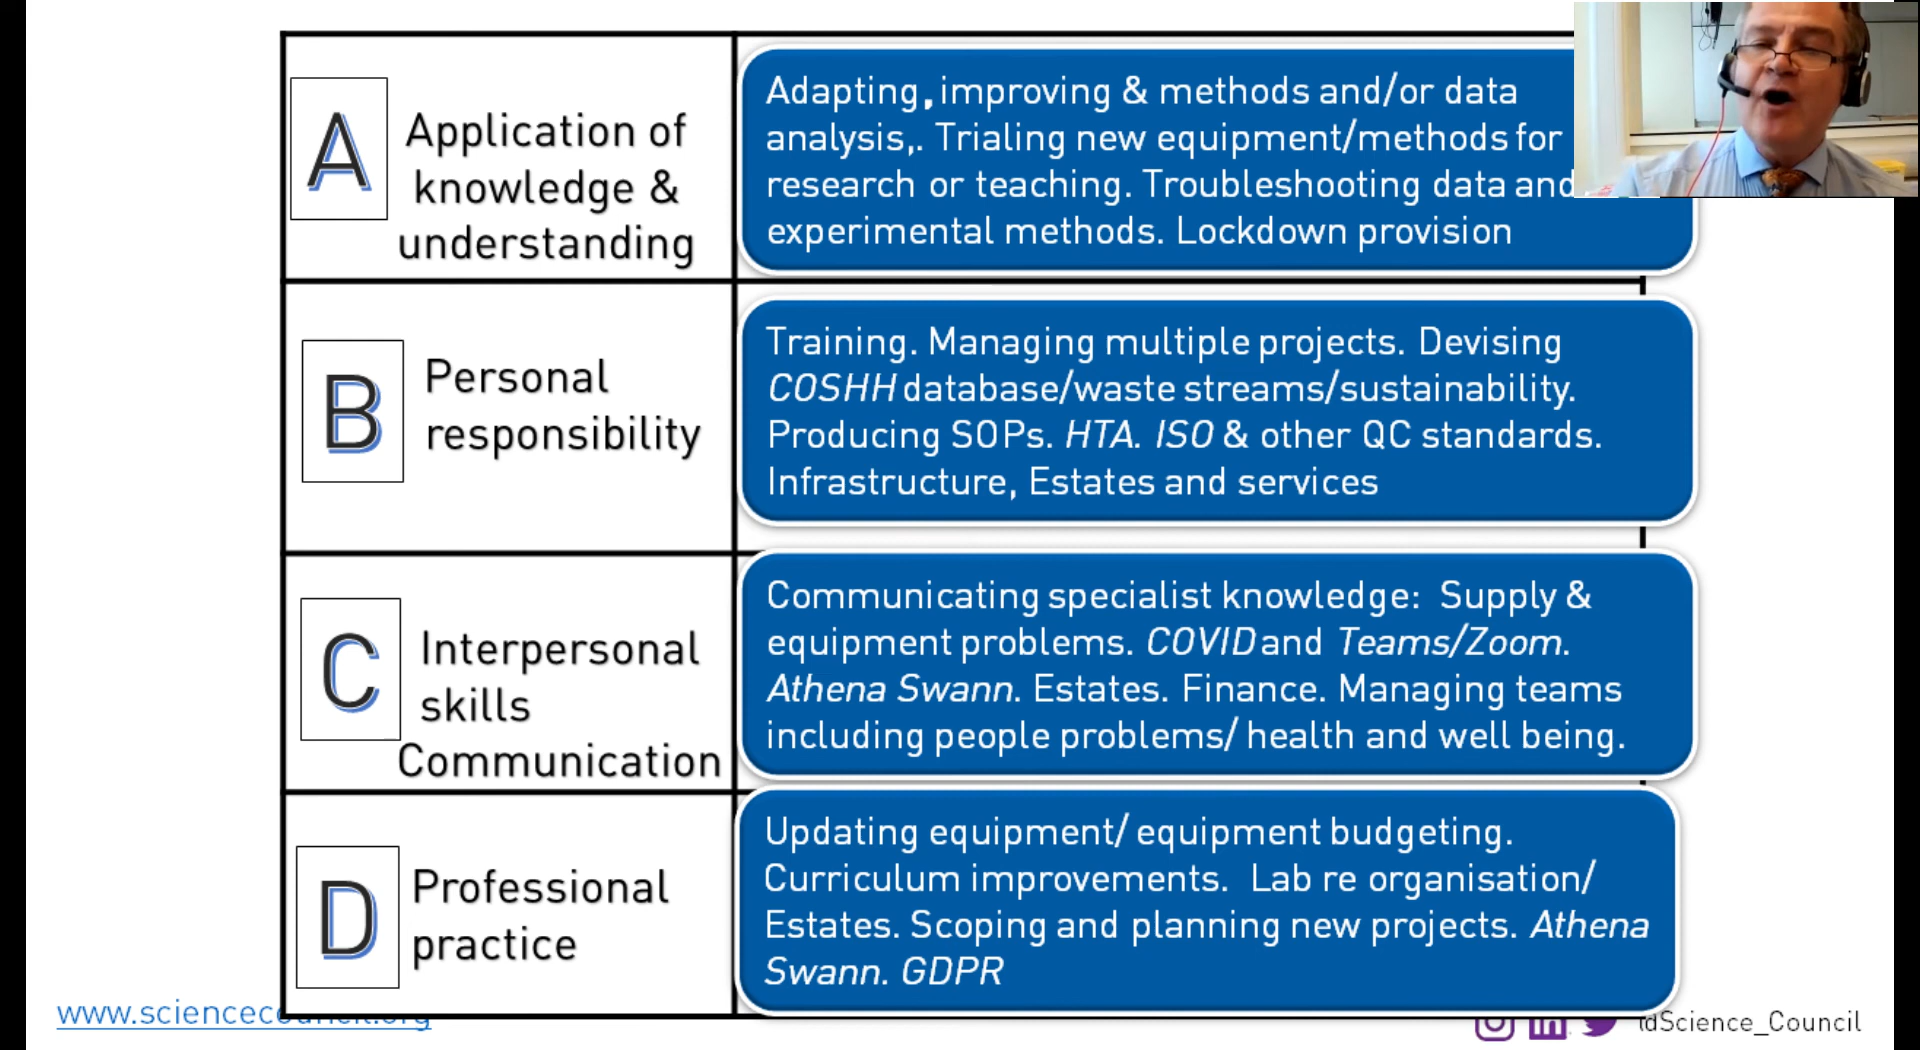 A
Application of
knowledge &
understanding
Adapting, improving & methods and/or data
analysis,. Trialing new equipment/methods for
research or teaching. Troubleshooting data and
experimental methods. Lockdown provision
B
Personal
responsibility
Training. Managing multiple projects. Devising
COSHH database/waste streams/sustainability.
Producing SOPs. HTA. ISO & other QC standards.
Infrastructure, Estates and services
C
Interpersonal
skills
Communication
Communicating specialist knowledge: Supply &
equipment problems. COVID and Teams/Zoom.
Athena Swann. Estates. Finance. Managing teams
including people problems/ health and well being.
D
Professional
practice
Updating equipment/ equipment budgeting.
Curriculum improvements. Lab re organisation/
Estates. Scoping and planning new projects. Athena
Swann. GDPR
www.sciencecouncil.org
@Science_Council